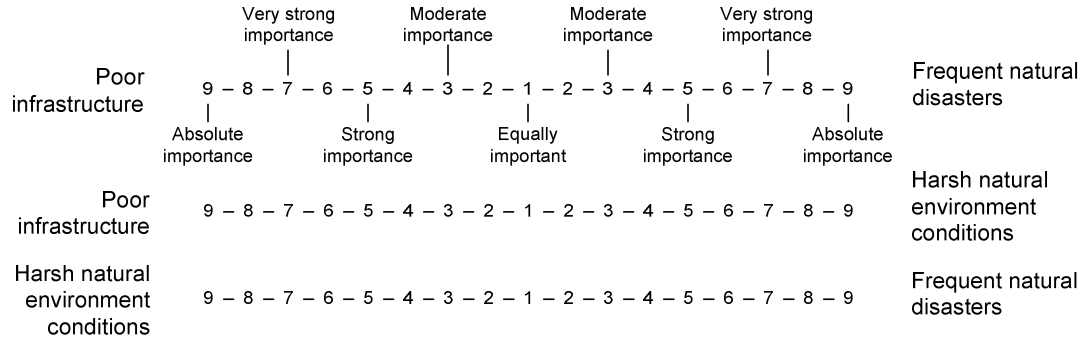 Very strong importance
Moderate importance
Moderate importance
Very strong importance
Poor infrastructure
9 – 8 – 7 – 6 – 5 – 4 – 3 – 2 – 1 – 2 – 3 – 4 – 5 – 6 – 7 – 8 – 9
Frequent natural disasters
Absolute importance
Strong importance
Equally important
Strong importance
Absolute importance
Poor infrastructure
9 – 8 – 7 – 6 – 5 – 4 – 3 – 2 – 1 – 2 – 3 – 4 – 5 – 6 – 7 – 8 – 9
Harsh natural environment conditions
Harsh natural environment conditions
9 – 8 – 7 – 6 – 5 – 4 – 3 – 2 – 1 – 2 – 3 – 4 – 5 – 6 – 7 – 8 – 9
Frequent natural disasters